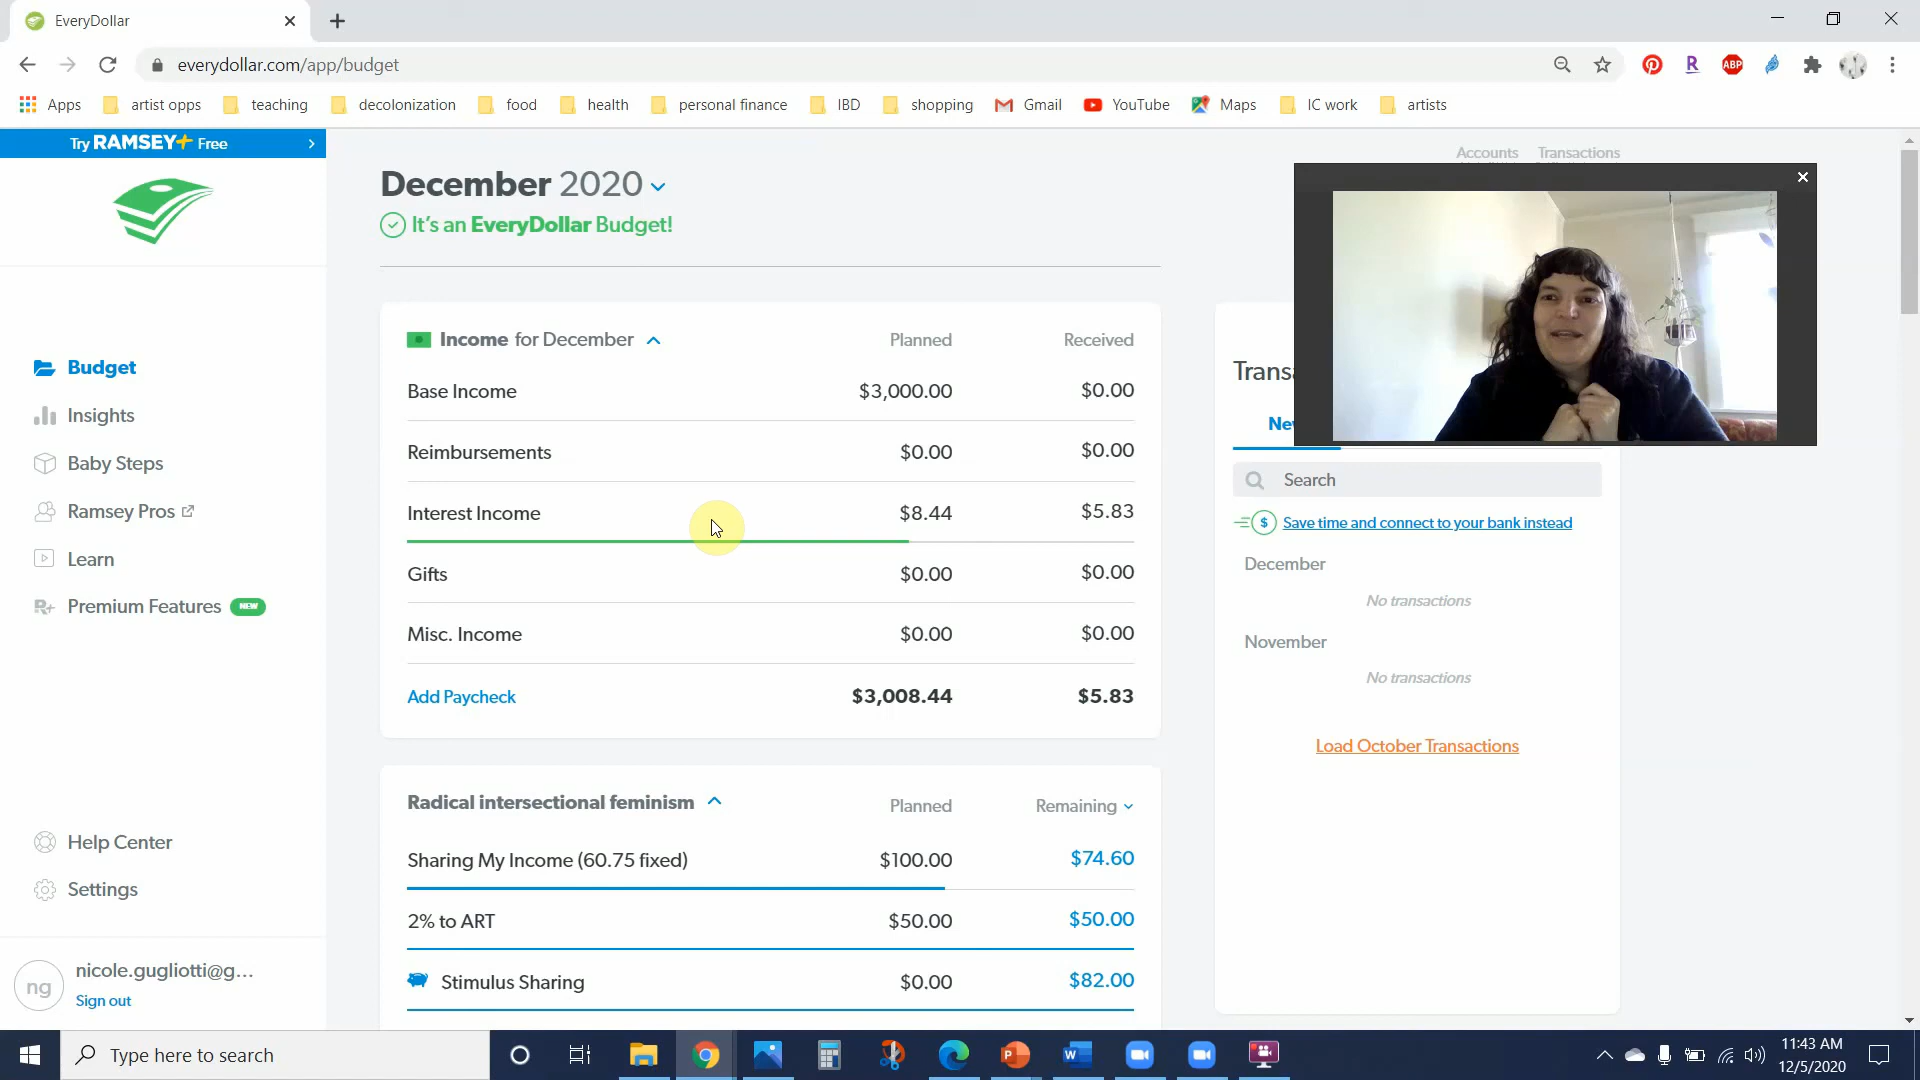 EveryDollar
everydollar.com/app/budget
R
ABP
Apps
artist opps
teaching
decolonization
food
health
personal finance
IBD
shopping
Gmail
YouTube
Maps
IC work
artists
Try RAMSEY+ Free
December 2020
It's an EveryDollar Budget!
Accounts Transactions
Budget
Insights
Baby Steps
Ramsey Pros
Learn
R+ Premium Features NEW
Help Center
Settings
ng
nicole.gugliotti@g...
Sign out
Income for December Planned Received
Base Income $3,000.00 $0.00
Reimbursements $0.00 $0.00
Interest Income $8.44 $5.83
Gifts $0.00 $0.00
Misc. Income $0.00 $0.00
Add Paycheck $3,008.44 $5.83
Radical intersectional feminism Planned Remaining
Sharing My Income (60.75 fixed) $100.00 $74.60
2% to ART $50.00 $50.00
Stimulus Sharing $0.00 $82.00
Transa
Ne
Search
$ Save time and connect to your bank instead
December
No transactions
November
No transactions
Load October Transactions
Type here to search
P
W
11:43 AM
12/5/2020